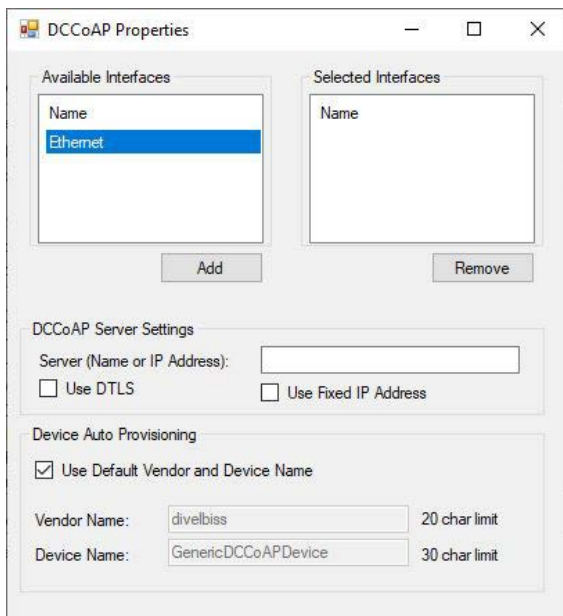 DCCoAP Properties
Available Interfaces
Name
Ethernet
Add
Selected Interfaces
Name
Remove
DCCoAP Server Settings
Server (Name or IP Address):
Use DTLS
Use Fixed IP Address
Device Auto Provisioning
Use Default Vendor and Device Name
Vendor Name: divelbiss 20 char limit
Device Name: GenericDCCoAPDevice 30 char limit